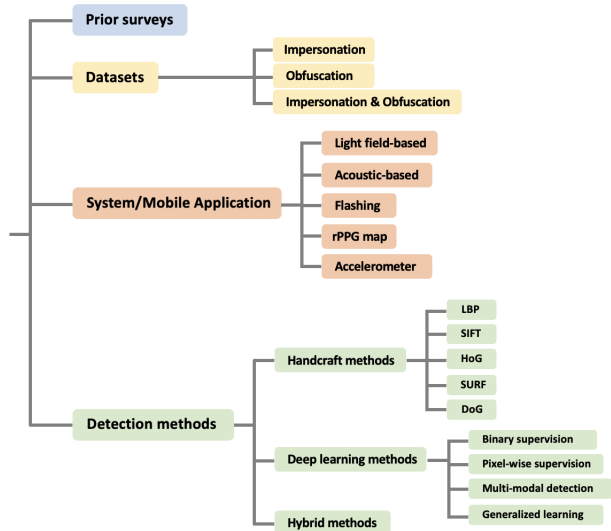 Prior surveys
Datasets
Impersonation
Obfuscation
Impersonation & Obfuscation
System/Mobile Application
Light field-based
Acoustic-based
Flashing
rPPG map
Accelerometer
Detection methods
Handcraft methods
LBP
SIFT
HoG
SURF
DoG
Deep learning methods
Binary supervision
Pixel-wise supervision
Multi-modal detection
Generalized learning
Hybrid methods